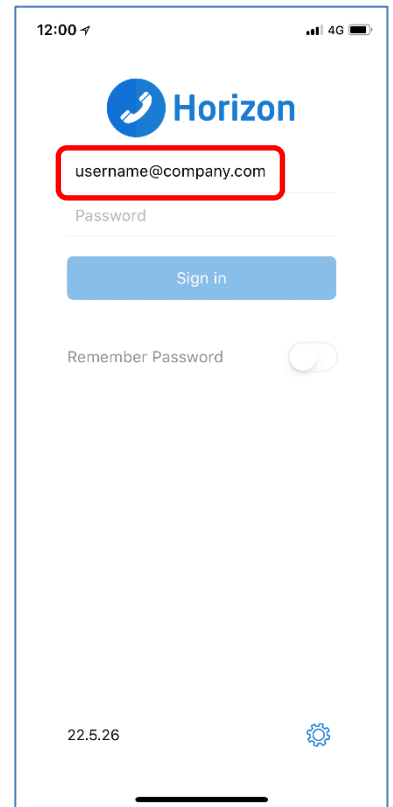 12:00 4G
Horizon
username@company.com
Password
Sign in
Remember Password
22.5.26